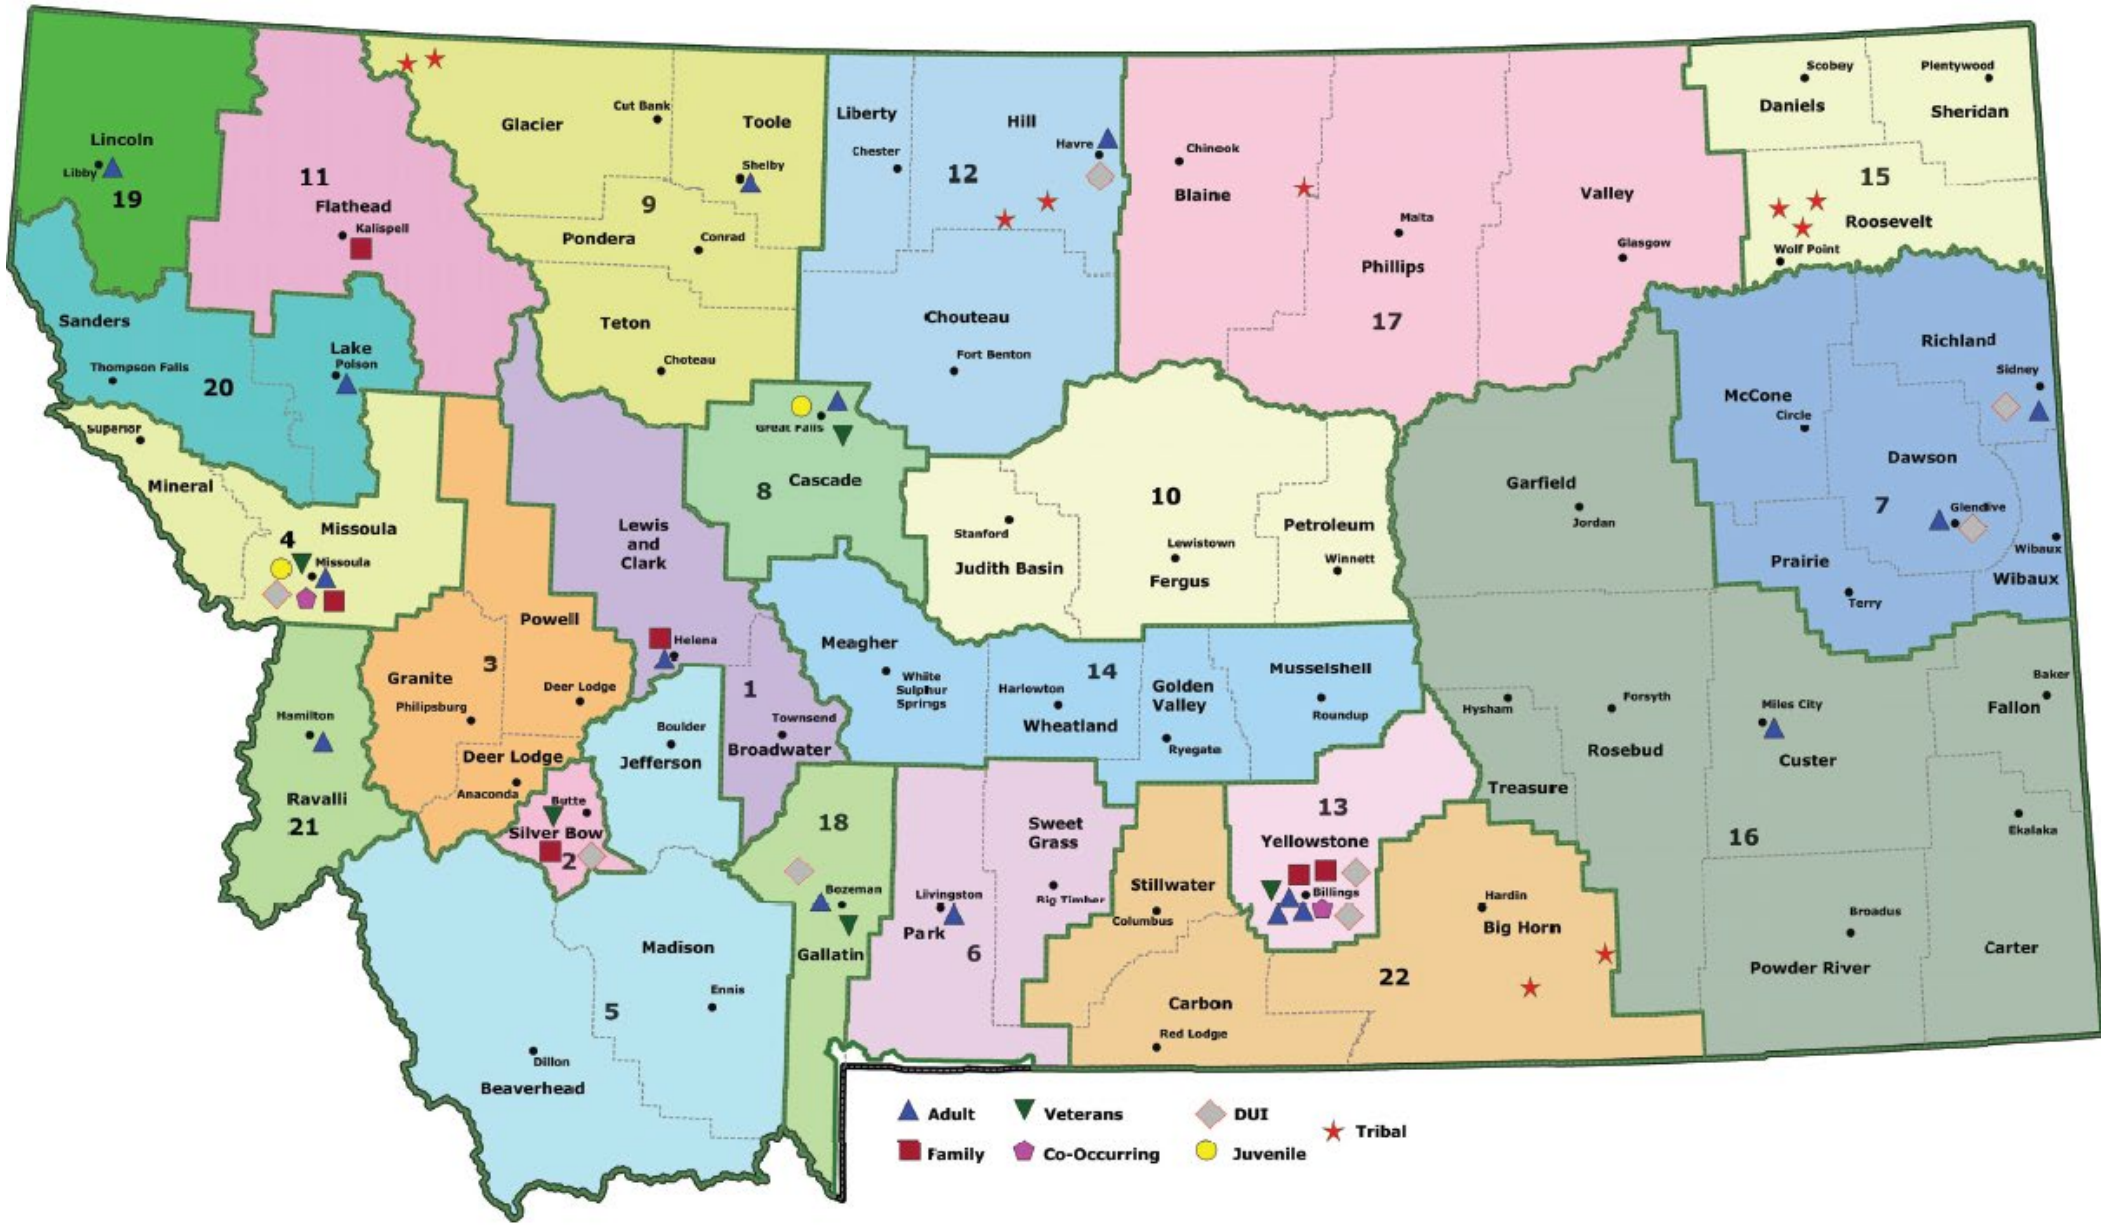 Lincoln
Libby
19
11
Flathead
Kalispell
Glacier
Cut Bank
Toole
Shelby
9
Pondera
Conrad
Teton
Choteau
Liberty
Chester
Hill
Havre
12
Chouteau
Fort Benton
Chinook
Blaine
Malta
Phillips
17
Valley
Glasgow
Scobey
Daniels
Plentywood
Sheridan
15
Roosevelt
Wolf Point
Sanders
Thompson Falls
20
Lake
Polson
Superior
Mineral
Missoula
4
Missoula
Great Falls
8
Cascade
Lewis
and
Clark
Helena
1
Townsend
Broadwater
Powell
3
Granite
Philipsburg
Deer Lodge
Deer Lodge
Anaconda
Hamilton
Ravalli
21
Butte
Silver Bow
2
Boulder
Jefferson
Stanford
Judith Basin
10
Lewistown
Fergus
Petroleum
Winnett
Garfield
Jordan
McCone
Circle
Richland
Sidney
Dawson
7
Glendive
Wibaux
Wibaux
Prairie
Terry
Meagher
White
Sulphur
Springs
Harlowton
14
Wheatland
Golden
Valley
Ryegate
Musselshell
Roundup
Hysham
Treasure
Forsyth
Rosebud
Miles City
Custer
16
Baker
Fallon
Ekalaka
Broadus
Powder River
Carter
18
Bozeman
Gallatin
Livingston
Park
6
Sweet
Grass
Big Timber
Stillwater
Columbus
13
Yellowstone
Billings
Hardin
Big Horn
22
Carbon
Red Lodge
Madison
Ennis
5
Dillon
Beaverhead
Adult
Veterans
DUI
Tribal
Family
Co-Occurring
Juvenile